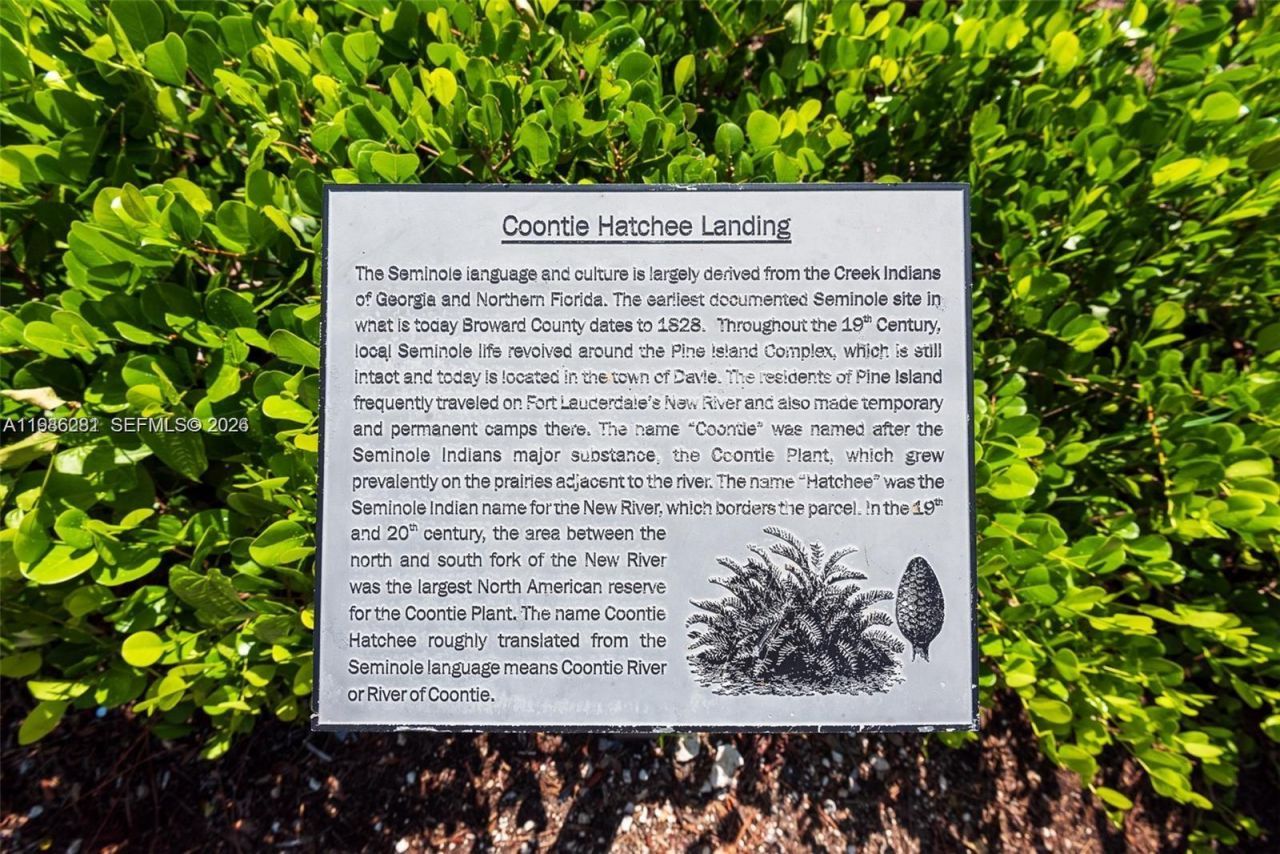 Coontie Hatchee Landing
The Seminole language and culture is largely derived from the Creek Indians
of Georgia and Northern Florida. The earliest documented Seminole site in
what is today Broward County dates to 1828. Throughout the 19th Century,
local Seminole life revolved around the Pine Island Complex, which is still
intact and today is located in the town of Davie. The residents of Pine Island
frequently traveled on Fort Lauderdale's New River and also made temporary
and permanent camps there. The name "Coontie" was named after the
Seminole Indians major substance, the Coontie Plant, which grew
prevalently on the prairies adjacent to the river. The name "Hatchee" was the
Seminole Indian name for the New River, which borders the parcel. In the 19th
and 20th century, the area between the
north and south fork of the New River
was the largest North American reserve
for the Coontie Plant. The name Coontie
Hatchee roughly translated from the
Seminole language means Coontie River
or River of Coontie.
SEFMLS© 2026